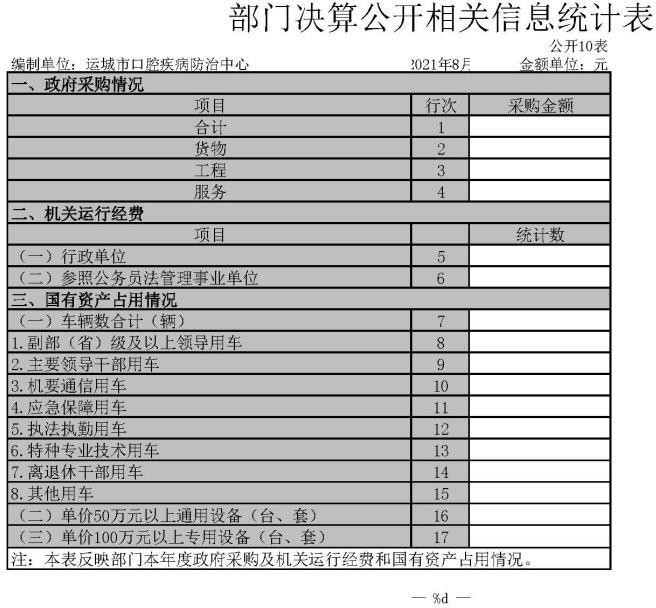 部门决算公开相关信息统计表
公开10表
编制单位：运城市口腔疾病防治中心 2021年8月 金额单位：元
一、政府采购情况
项目 行次 采购金额
合计 1
货物 2
工程 3
服务 4
二、机关运行经费
项目 统计数
（一）行政单位 5
（二）参照公务员法管理事业单位 6
三、国有资产占用情况
（一）车辆数合计（辆） 7
1.副部（省）级及以上领导用车 8
2.主要领导干部用车 9
3.机要通信用车 10
4.应急保障用车 11
5.执法执勤用车 12
6.特种专业技术用车 13
7.离退休干部用车 14
8.其他用车 15
（二）单价50万元以上通用设备（台、套） 16
（三）单价100万元以上专用设备（台、套） 17
注：本表反映部门本年度政府采购及机关运行经费和国有资产占用情况。
— %d —